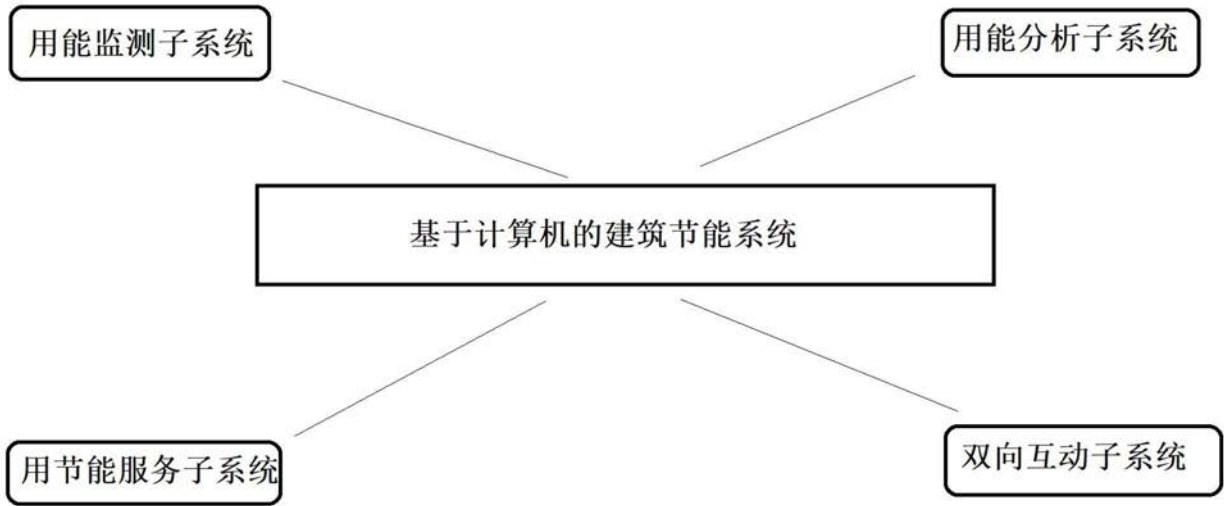 用能监测子系统
用能分析子系统
基于计算机的建筑节能系统
用节能服务子系统
双向互动子系统